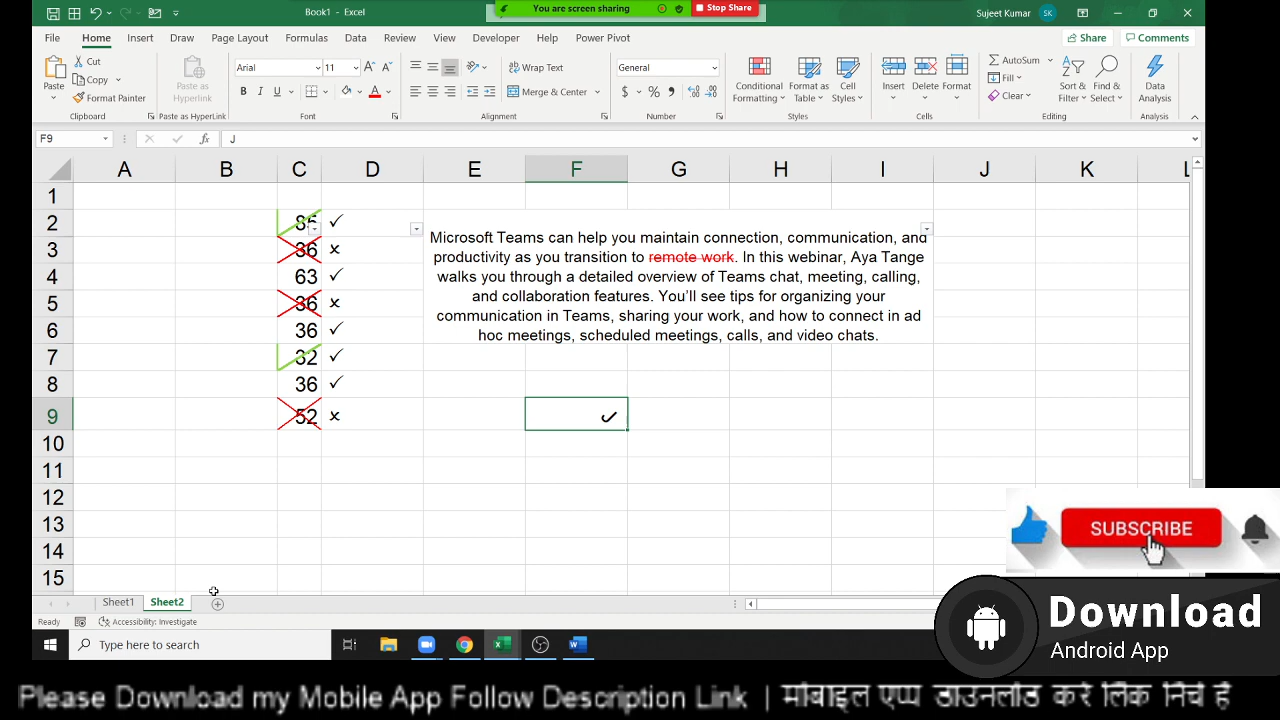 Book1 - Excel
You are screen sharing
Stop Share
Sujeet Kumar
SK
File Home Insert Draw Page Layout Formulas Data Review View Developer Help Power Pivot
Share
Comments
Paste
Cut
Copy
Format Painter
Clipboard
Paste as Hyperlink
Paste as Hyperlink
Arial
11
B I U
Font
Wrap Text
Merge & Center
Alignment
General
$ % ,
Number
Conditional Formatting
Format as Table
Cell Styles
Styles
Insert
Delete
Format
Cells
AutoSum
Fill
Clear
Sort & Filter
Find & Select
Editing
Data Analysis
Analysis
F9
fx
J
A B C D E F G H I J K L
1
2 85 ✓
3 36 ×
4 63 ✓
5 36 ×
6 36 ✓
7 32 ✓
8 36 ✓
9 52 × ✓
10
11
12
13
14
15
Microsoft Teams can help you maintain connection, communication, and
productivity as you transition to remote work. In this webinar, Aya Tange
walks you through a detailed overview of Teams chat, meeting, calling,
and collaboration features. You’ll see tips for organizing your
communication in Teams, sharing your work, and how to connect in ad
hoc meetings, scheduled meetings, calls, and video chats.
SUBSCRIBE
Sheet1 Sheet2
Ready
Accessibility: Investigate
Type here to search
Download
Android App
Please Download my Mobile App Follow Description Link | मोबाइल एप्प डाउनलोड करे लिंक निचे है